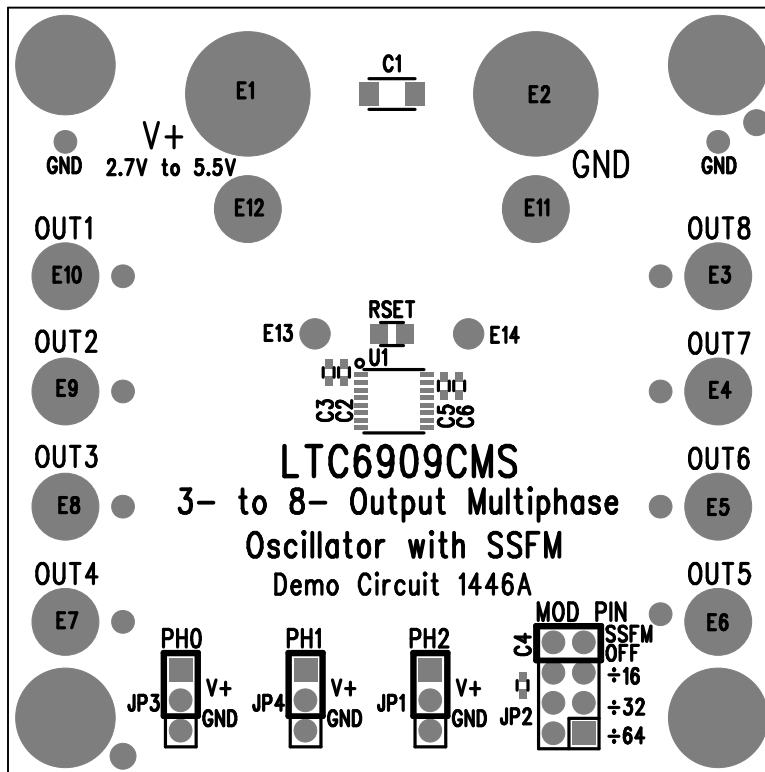 C1
E1
E2
V+
2.7V to 5.5V
GND
GND
GND
E12
E11
OUT1
OUT8
E10
E3
RSET
E13
E14
OUT2
OUT7
U1
E9
E4
C3
C2
C5
C6
LTC6909CMS
OUT3
OUT6
3- to 8- Output Multiphase
E8
E5
Oscillator with SSFM
OUT4
OUT5
Demo Circuit 1446A
E7
E6
MOD PIN
PH0
PH1
PH2
C4
SSFM
OFF
÷16
JP3
V+
GND
JP4
V+
GND
JP1
V+
GND
JP2
÷32
÷64